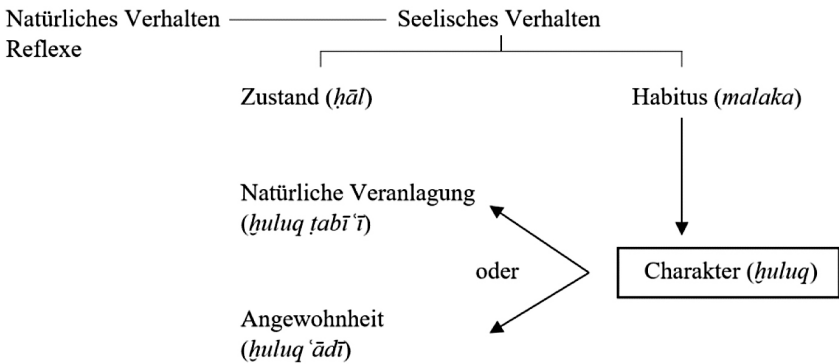 Natürliches Verhalten
Seelisches Verhalten
Reflexe
Zustand (ḥāl)
Habitus (malaka)
Natürliche Veranlagung
(ḫuluq ṭabīʿī)
oder
Charakter (ḫuluq)
Angewohnheit
(ḫuluq ʿādī)